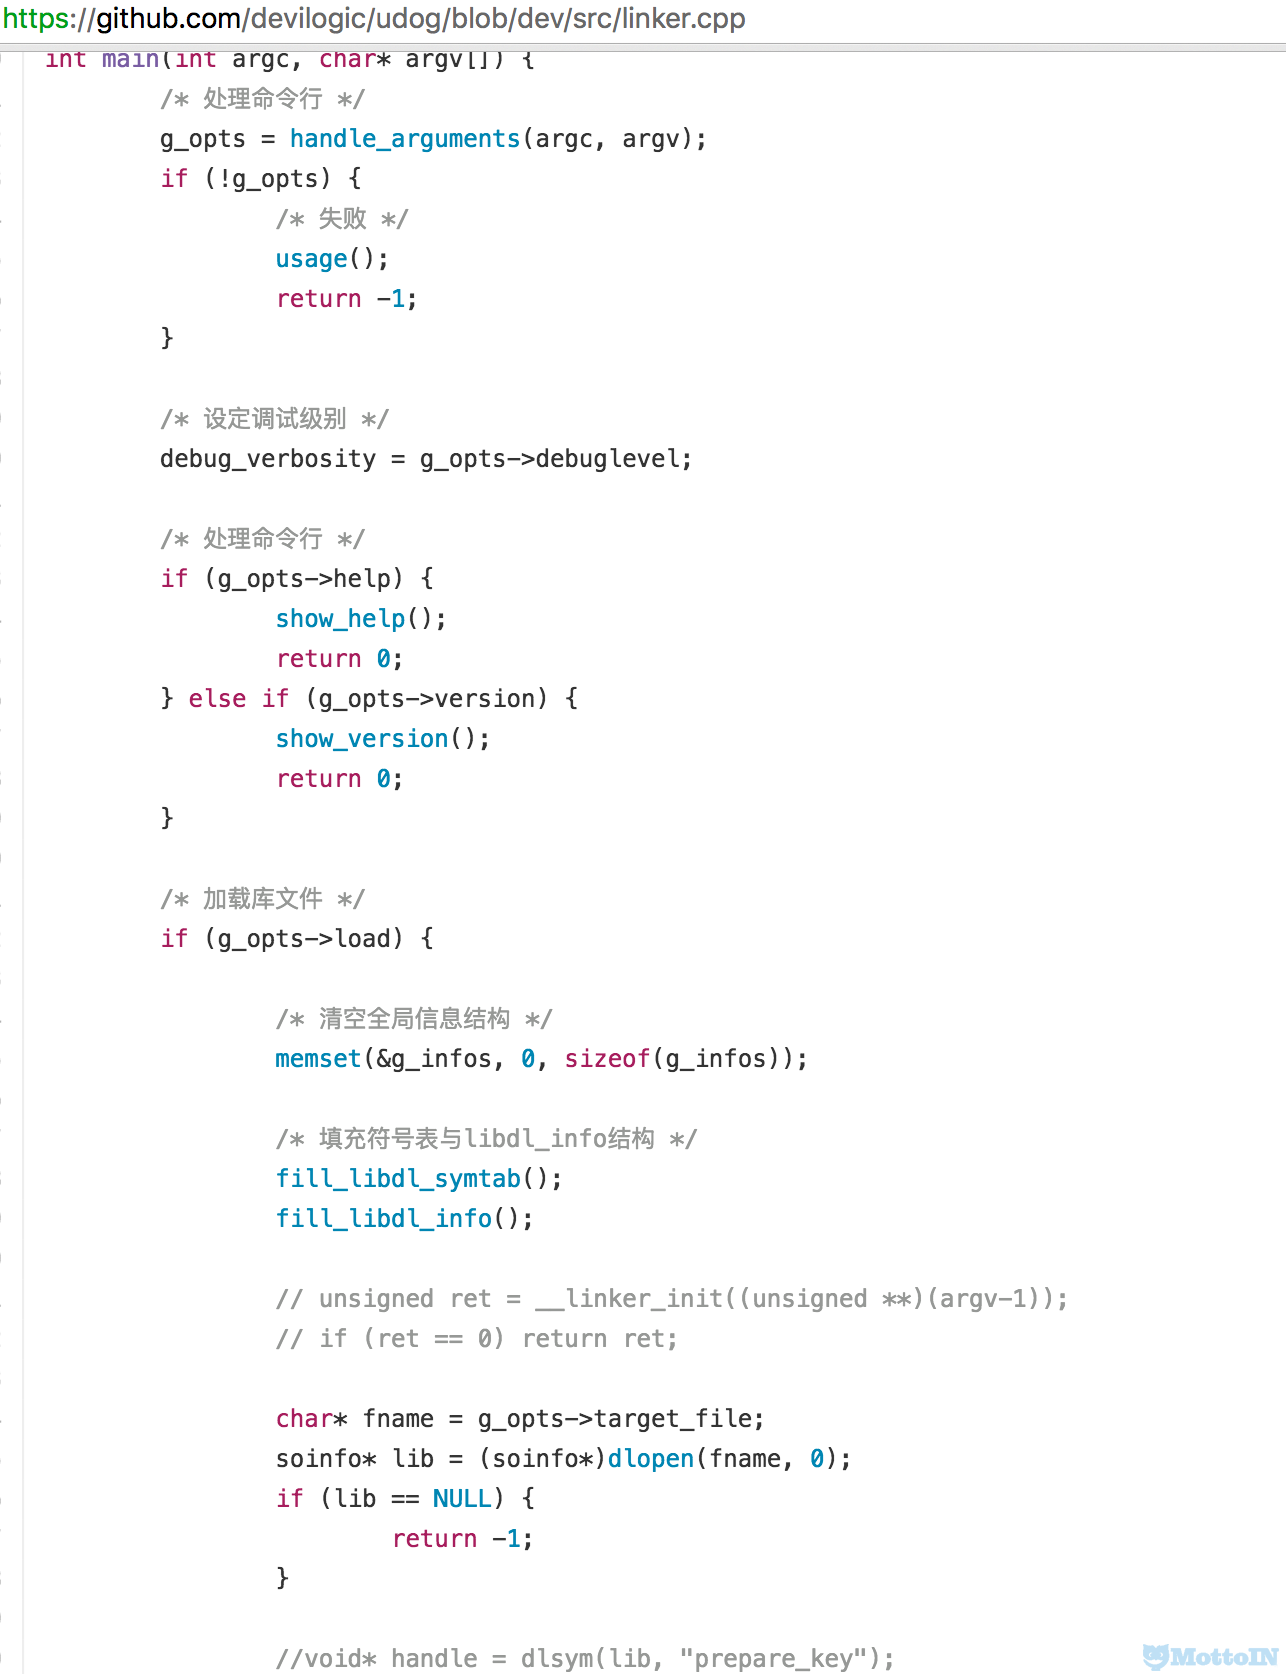 https://github.com/devilogic/udog/blob/dev/src/linker.cpp
int main(int argc, char* argv[]) {
/* 处理命令行 */
g_opts = handle_arguments(argc, argv);
if (!g_opts) {
/* 失败 */
usage();
return -1;
}
/* 设定调试级别 */
debug_verbosity = g_opts->debuglevel;
/* 处理命令行 */
if (g_opts->help) {
show_help();
return 0;
} else if (g_opts->version) {
show_version();
return 0;
}
/* 加载库文件 */
if (g_opts->load) {
/* 清空全局信息结构 */
memset(&g_infos, 0, sizeof(g_infos));
/* 填充符号表与libdl_info结构 */
fill_libdl_symtab();
fill_libdl_info();
// unsigned ret = __linker_init((unsigned **)(argv-1));
// if (ret == 0) return ret;
char* fname = g_opts->target_file;
soinfo* lib = (soinfo*)dlopen(fname, 0);
if (lib == NULL) {
return -1;
}
//void* handle = dlsym(lib, "prepare_key");
MottoIN